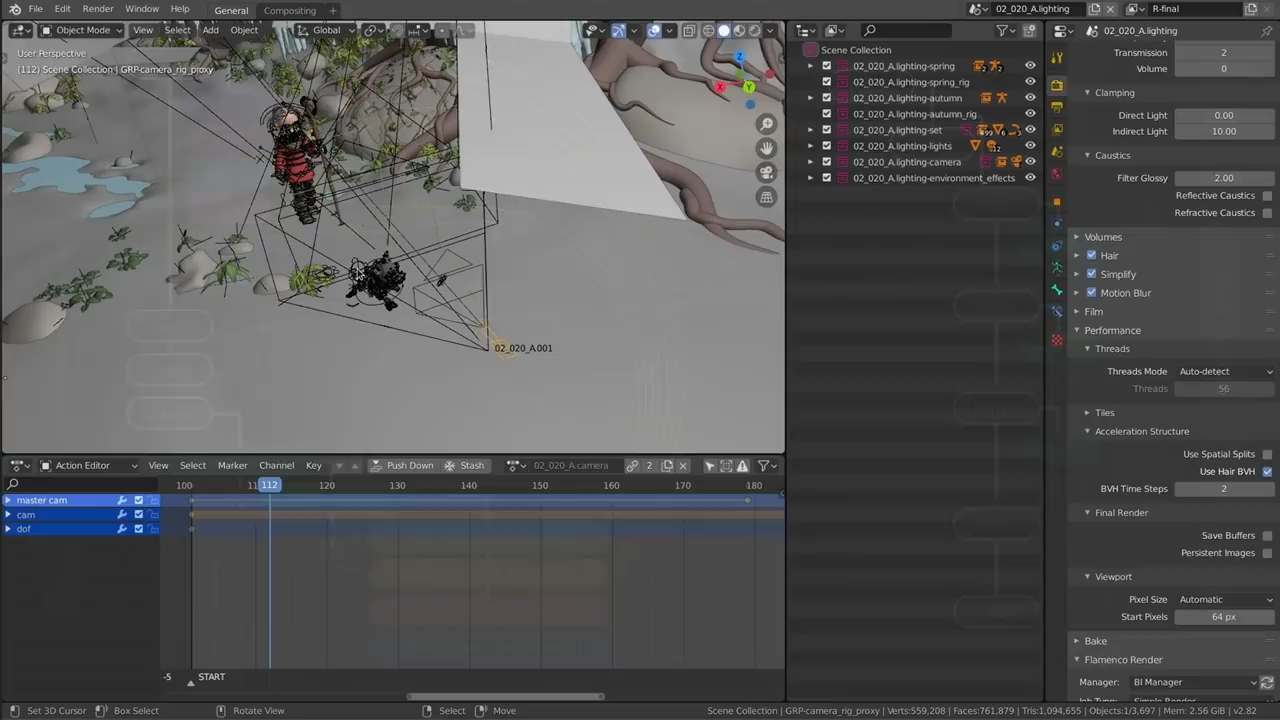 File Edit Render Window Help General Compositing + 02_020_A.lighting R-final
Object Mode View Select Add Object Global
User Perspective
(112) Scene Collection | GRP-camera_rig_proxy
Z
X Y
02_020_A.001
Scene Collection
02_020_A.lighting-spring 2 2
02_020_A.lighting-spring_rig
02_020_A.lighting-autumn
02_020_A.lighting-autumn_rig
02_020_A.lighting-set +99 6 3
02_020_A.lighting-lights 12
02_020_A.lighting-camera
02_020_A.lighting-environment_effects
02_020_A.lighting
Transmission 2
Volume 0
Clamping
Direct Light 0.00
Indirect Light 10.00
Caustics
Filter Glossy 2.00
Reflective Caustics
Refractive Caustics
Volumes
Hair
Simplify
Motion Blur
Film
Performance
Threads
Threads Mode Auto-detect
Threads 56
Tiles
Acceleration Structure
Use Spatial Splits
Use Hair BVH
BVH Time Steps 2
Final Render
Save Buffers
Persistent Images
Viewport
Pixel Size Automatic
Start Pixels 64 px
Bake
Flamenco Render
Manager: BI Manager
Action Editor View Select Marker Channel Key Push Down Stash 02_020_A.camera 2
100 11 112 120 130 140 150 160 170 180
master cam
cam
dof
-5 START
Set 3D Cursor Box Select Rotate View Select Move Scene Collection | GRP-camera_rig_proxy | Verts:559,208 | Faces:761,879 | Tris:1,094,655 | Objects:1/3,697 | Mem: 2.56 GiB | v2.82